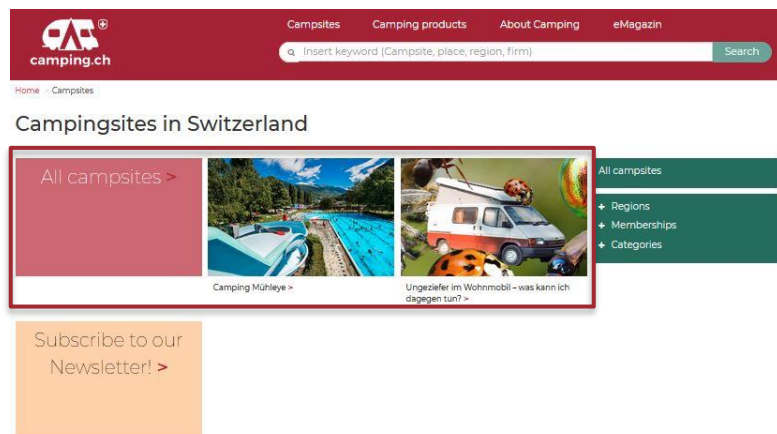 Campsites Camping products About Camping eMagazin
camping.ch
Insert keyword (Campsite, place, region, firm) Search
Home Campsites
Campingsites in Switzerland
All campsites >
Camping Mühleye >
Ungeziefer im Wohnmobil – was kann ich
dagegen tun? >
All campsites
+ Regions
+ Memberships
+ Categories
Subscribe to our
Newsletter! >